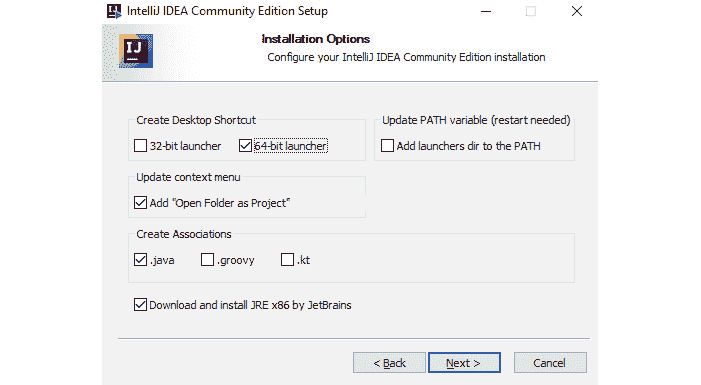 IntelliJ IDEA Community Edition Setup
IJ
Installation Options
Configure your IntelliJ IDEA Community Edition installation
Create Desktop Shortcut
32-bit launcher 64-bit launcher
Update PATH variable (restart needed)
Add launchers dir to the PATH
Update context menu
Add "Open Folder as Project"
Create Associations
.java .groovy .kt
Download and install JRE x86 by JetBrains
< Back Next > Cancel